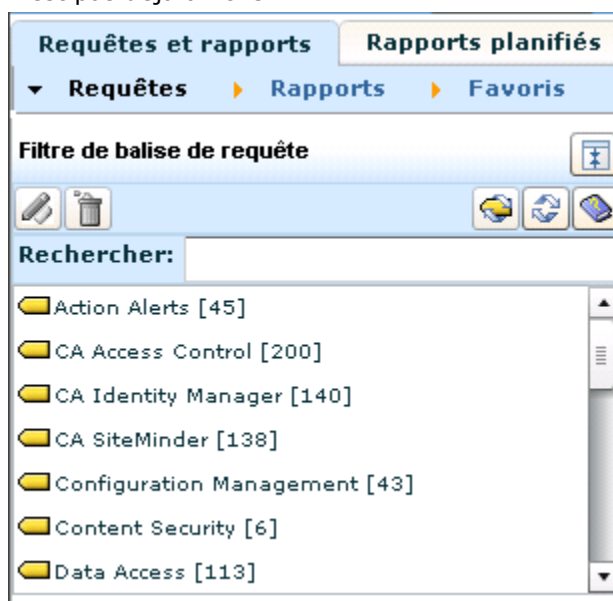 Requêtes et rapports Rapports planifiés
Requêtes Rapports Favoris
Filtre de balise de requête
Rechercher:
Action Alerts [45]
CA Access Control [200]
CA Identity Manager [140]
CA SiteMinder [138]
Configuration Management [43]
Content Security [6]
Data Access [113]